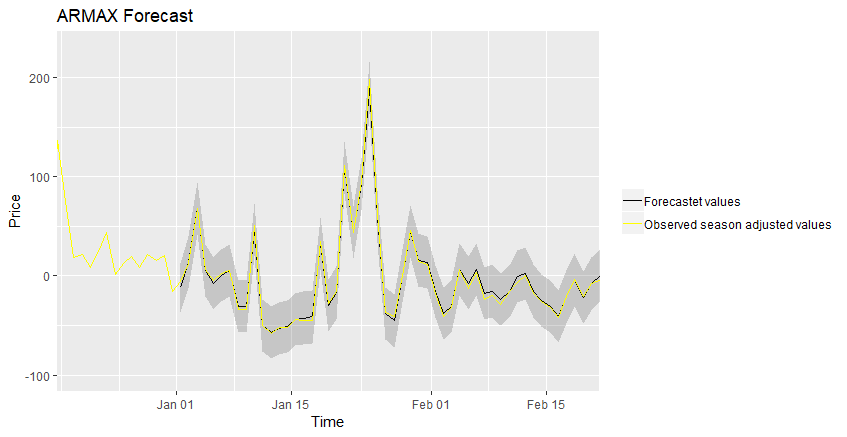 ARMAX Forecast
Price
200
100
0
-100
Jan 01 Jan 15 Feb 01 Feb 15
Time
Forecastet values
Observed season adjusted values